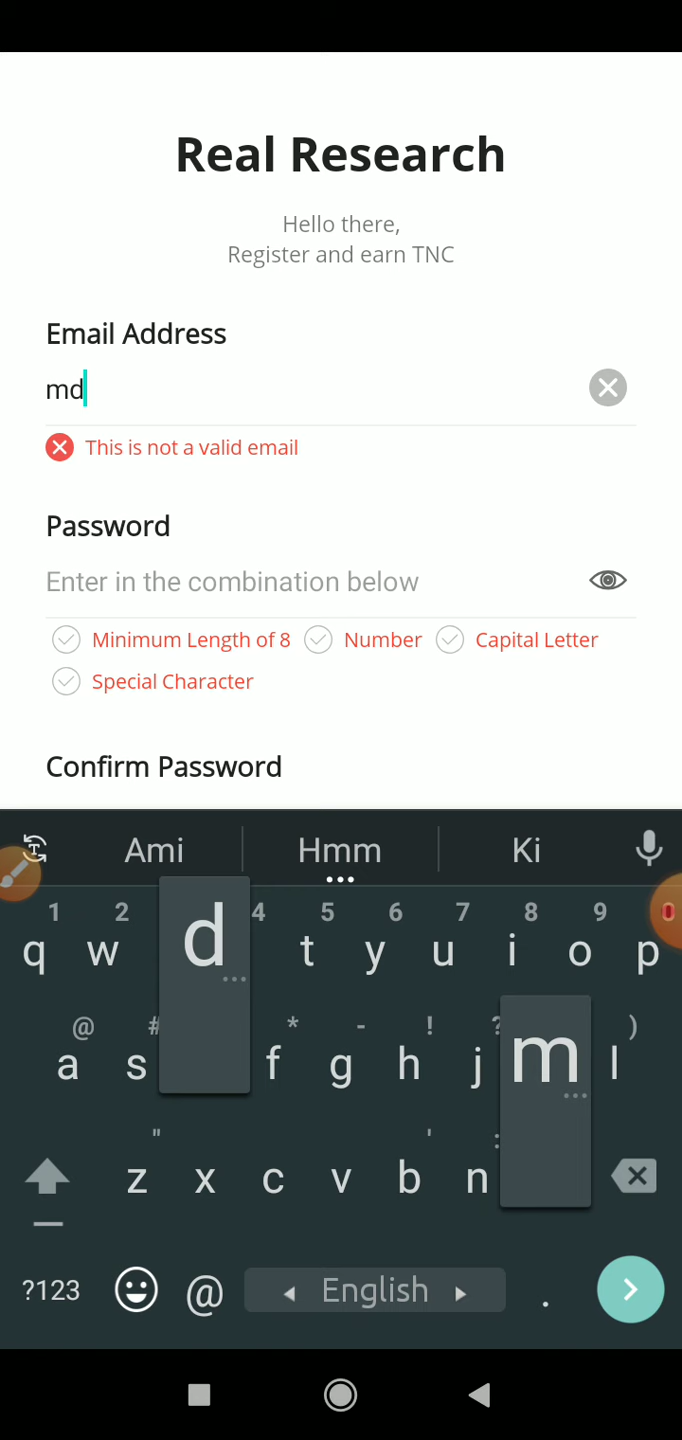 Real Research
Hello there,
Register and earn TNC
Email Address
md
This is not a valid email
Password
Enter in the combination below
Minimum Length of 8 Number Capital Letter
Special Character
Confirm Password
Ami Hmm Ki
1 2 4 5 6 7 8 9 0
q w d t y u i o p
@ # * - ! ? )
a s f g h j m l
" ' :
z x c v b n
?123 @ English .